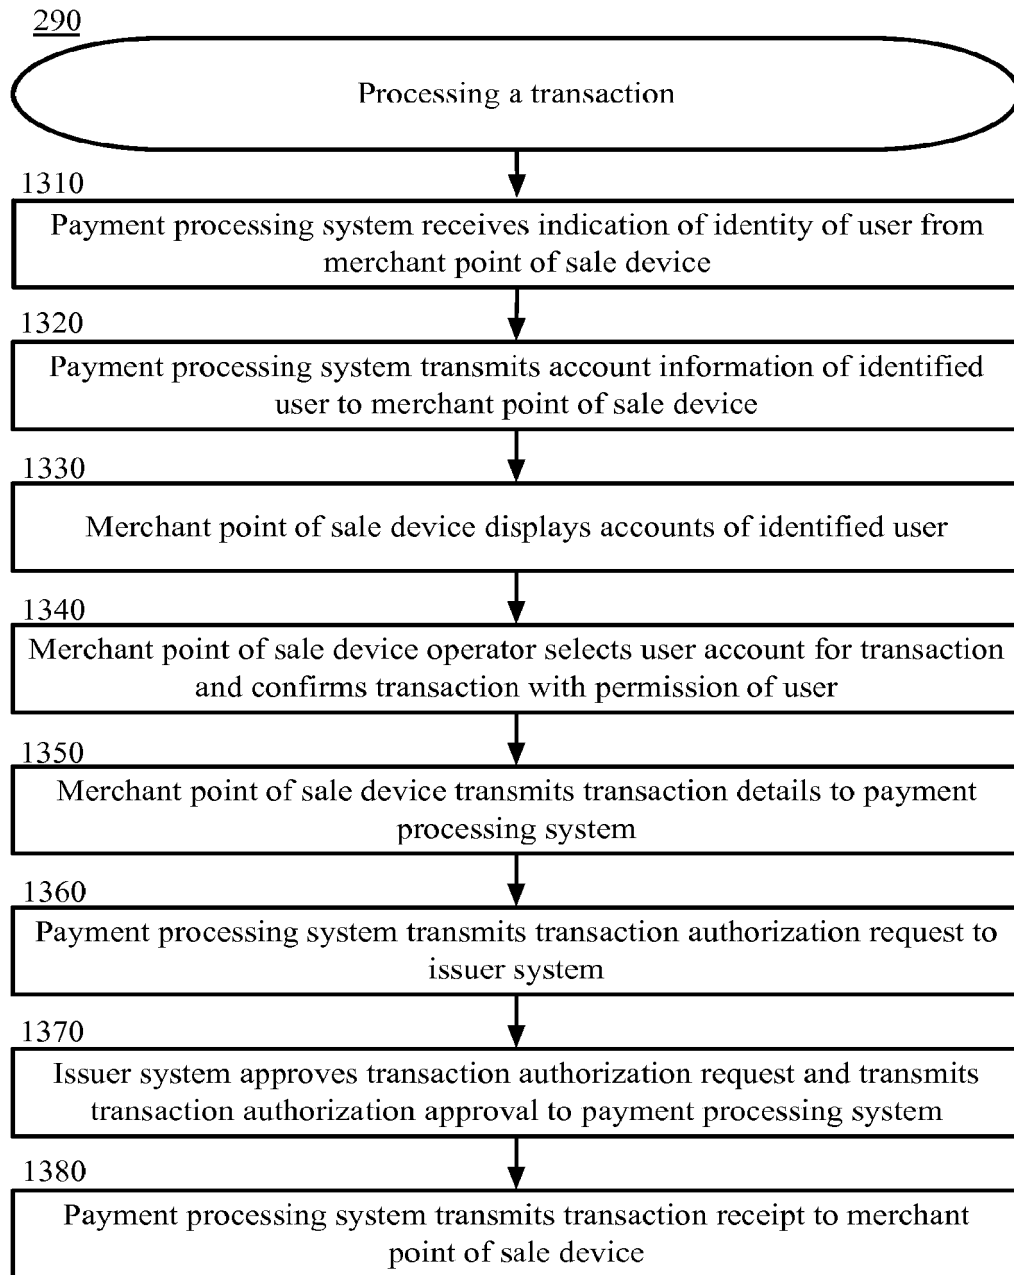 290
Processing a transaction
1310
Payment processing system receives indication of identity of user from
merchant point of sale device
1320
Payment processing system transmits account information of identified
user to merchant point of sale device
1330
Merchant point of sale device displays accounts of identified user
1340
Merchant point of sale device operator selects user account for transaction
and confirms transaction with permission of user
1350
Merchant point of sale device transmits transaction details to payment
processing system
1360
Payment processing system transmits transaction authorization request to
issuer system
1370
Issuer system approves transaction authorization request and transmits
transaction authorization approval to payment processing system
1380
Payment processing system transmits transaction receipt to merchant
point of sale device